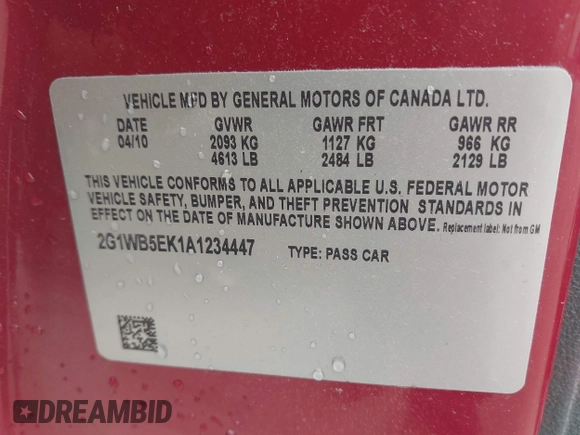 VEHICLE MFD BY GENERAL MOTORS OF CANADA LTD.
DATE GVWR GAWR FRT GAWR RR
04/10 2093 KG 1127 KG 966 KG
4613 LB 2484 LB 2129 LB
THIS VEHICLE CONFORMS TO ALL APPLICABLE U.S. FEDERAL MOTOR
VEHICLE SAFETY, BUMPER, AND THEFT PREVENTION STANDARDS IN
EFFECT ON THE DATE OF MANUFACTURE SHOWN ABOVE. Replacement label: Not from GM
2G1WB5EK1A1234447 TYPE: PASS CAR
DREAMBID